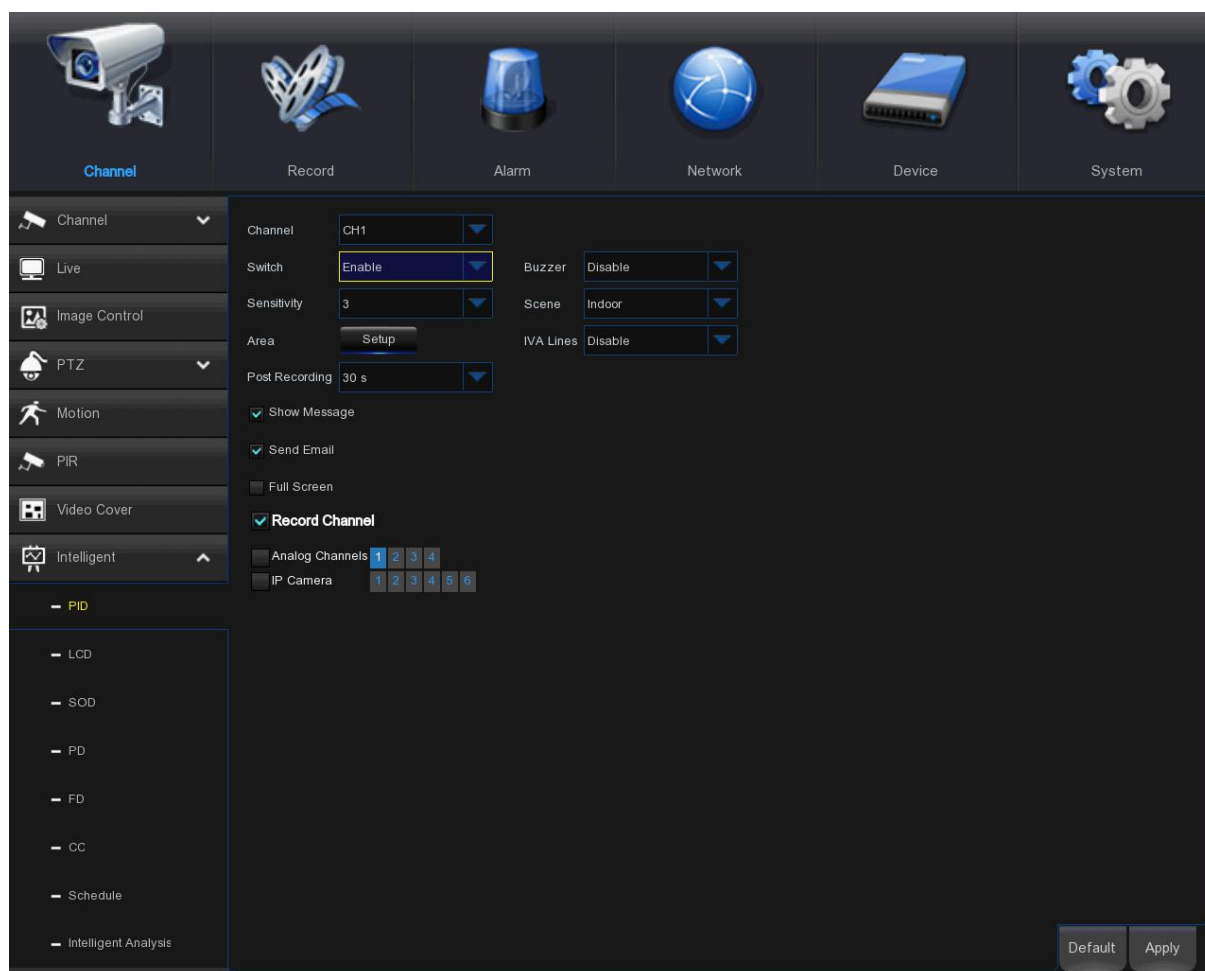 Channel Record Alarm Network Device System
Channel
Live
Image Control
PTZ
Motion
PIR
Video Cover
Intelligent
PID
LCD
SOD
PD
FD
CC
Schedule
Intelligent Analysis
Channel CH1
Switch Enable Buzzer Disable
Sensitivity 3 Scene Indoor
Area Setup IVA Lines Disable
Post Recording 30 s
Show Message
Send Email
Full Screen
Record Channel
Analog Channels 1 2 3 4
IP Camera 1 2 3 4 5 6
Default Apply